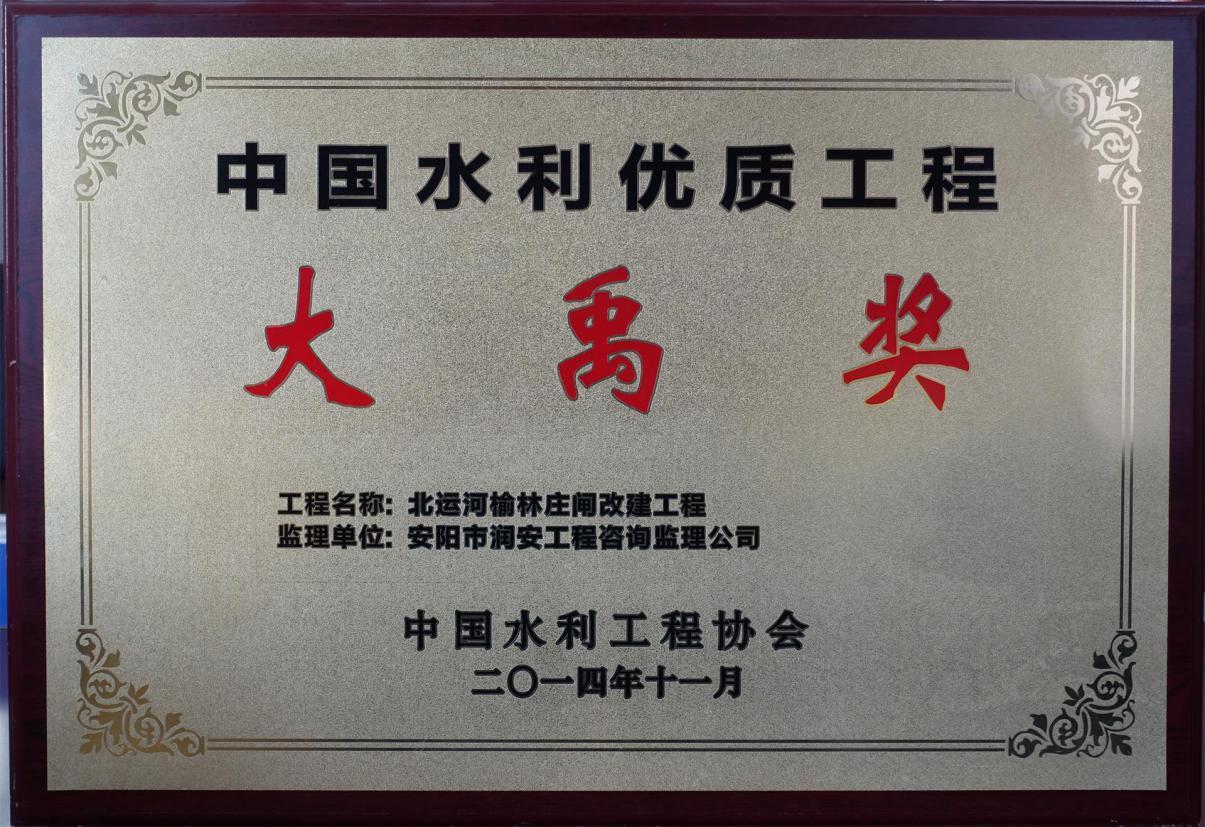 中国水利优质工程
大禹奖
工程名称: 北运河榆林庄闸改建工程
监理单位: 安阳市润安工程咨询监理公司
中国水利工程协会
二〇一四年十一月